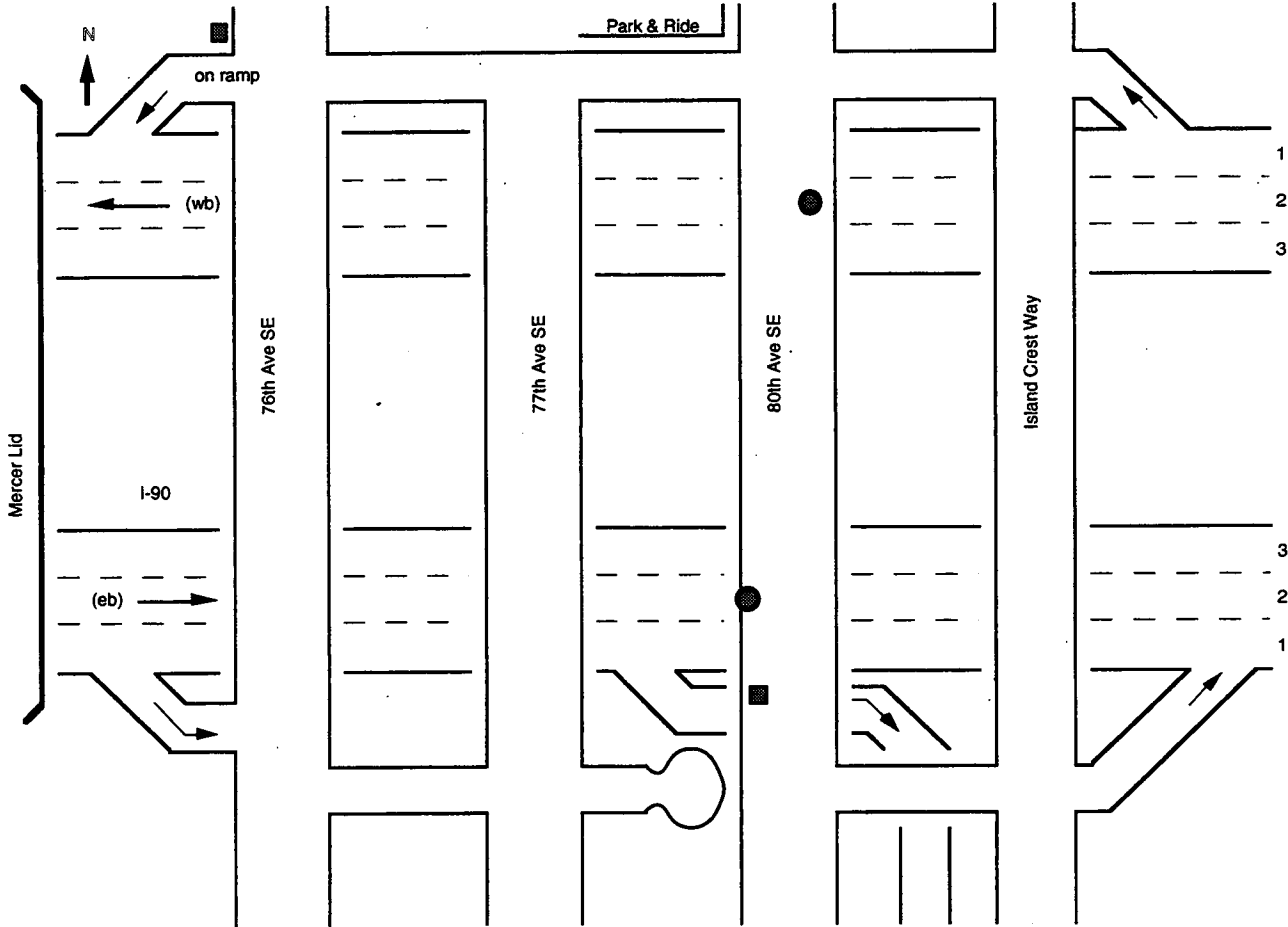 Park & Ride
N
on ramp
1
(wb)
2
3
76th Ave SE
77th Ave SE
80th Ave SE
Island Crest Way
Mercer Lid
I-90
3
(eb)
2
1